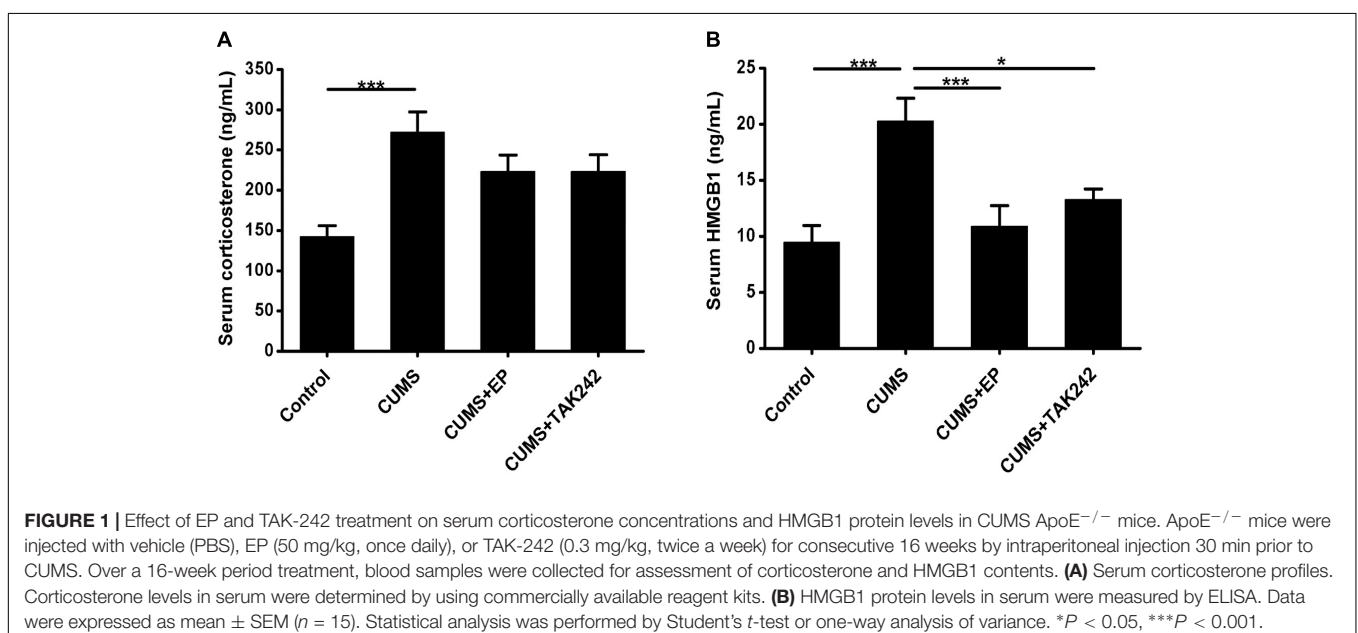 A
Serum corticosterone (ng/mL)
350
300
250
200
150
100
50
0
***
Control
CUMS
CUMS+EP
CUMS+TAK242
B
Serum HMGB1 (ng/mL)
25
20
15
10
5
0
***
*
***
Control
CUMS
CUMS+EP
CUMS+TAK242
FIGURE 1 | Effect of EP and TAK-242 treatment on serum corticosterone concentrations and HMGB1 protein levels in CUMS ApoE−/− mice. ApoE−/− mice were
injected with vehicle (PBS), EP (50 mg/kg, once daily), or TAK-242 (0.3 mg/kg, twice a week) for consecutive 16 weeks by intraperitoneal injection 30 min prior to
CUMS. Over a 16-week period treatment, blood samples were collected for assessment of corticosterone and HMGB1 contents. (A) Serum corticosterone profiles.
Corticosterone levels in serum were determined by using commercially available reagent kits. (B) HMGB1 protein levels in serum were measured by ELISA. Data
were expressed as mean ± SEM (n = 15). Statistical analysis was performed by Student's t-test or one-way analysis of variance. *P < 0.05, ***P < 0.001.